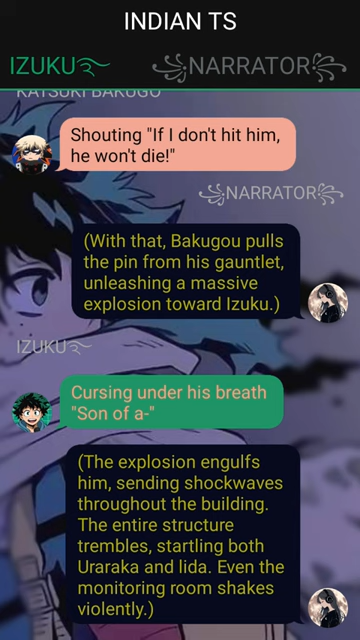 INDIAN TS
IZUKU࿐ ꧁NARRATOR꧂
KATSUKI BAKUGO
Shouting "If I don't hit him,
he won't die!"
꧁NARRATOR꧂
(With that, Bakugou pulls
the pin from his gauntlet,
unleashing a massive
explosion toward Izuku.)
IZUKU࿐
Cursing under his breath
"Son of a-"
(The explosion engulfs
him, sending shockwaves
throughout the building.
The entire structure
trembles, startling both
Uraraka and Iida. Even the
monitoring room shakes
violently.)